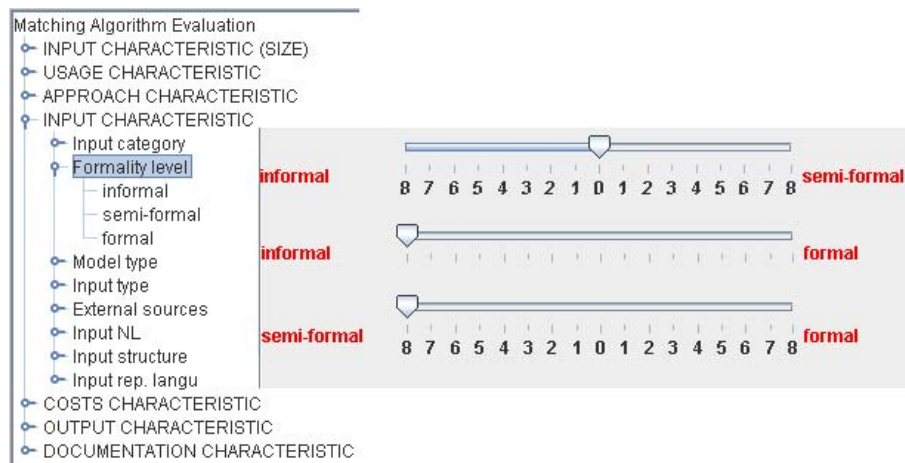 Matching Algorithm Evaluation
INPUT CHARACTERISTIC (SIZE)
USAGE CHARACTERISTIC
APPROACH CHARACTERISTIC
INPUT CHARACTERISTIC
Input category
Formality level
informal
semi-formal
formal
Model type
Input type
External sources
Input NL
Input structure
Input rep. langu
COSTS CHARACTERISTIC
OUTPUT CHARACTERISTIC
DOCUMENTATION CHARACTERISTIC
informal 8 7 6 5 4 3 2 1 0 1 2 3 4 5 6 7 8 semi-formal
informal formal
semi-formal 8 7 6 5 4 3 2 1 0 1 2 3 4 5 6 7 8 formal